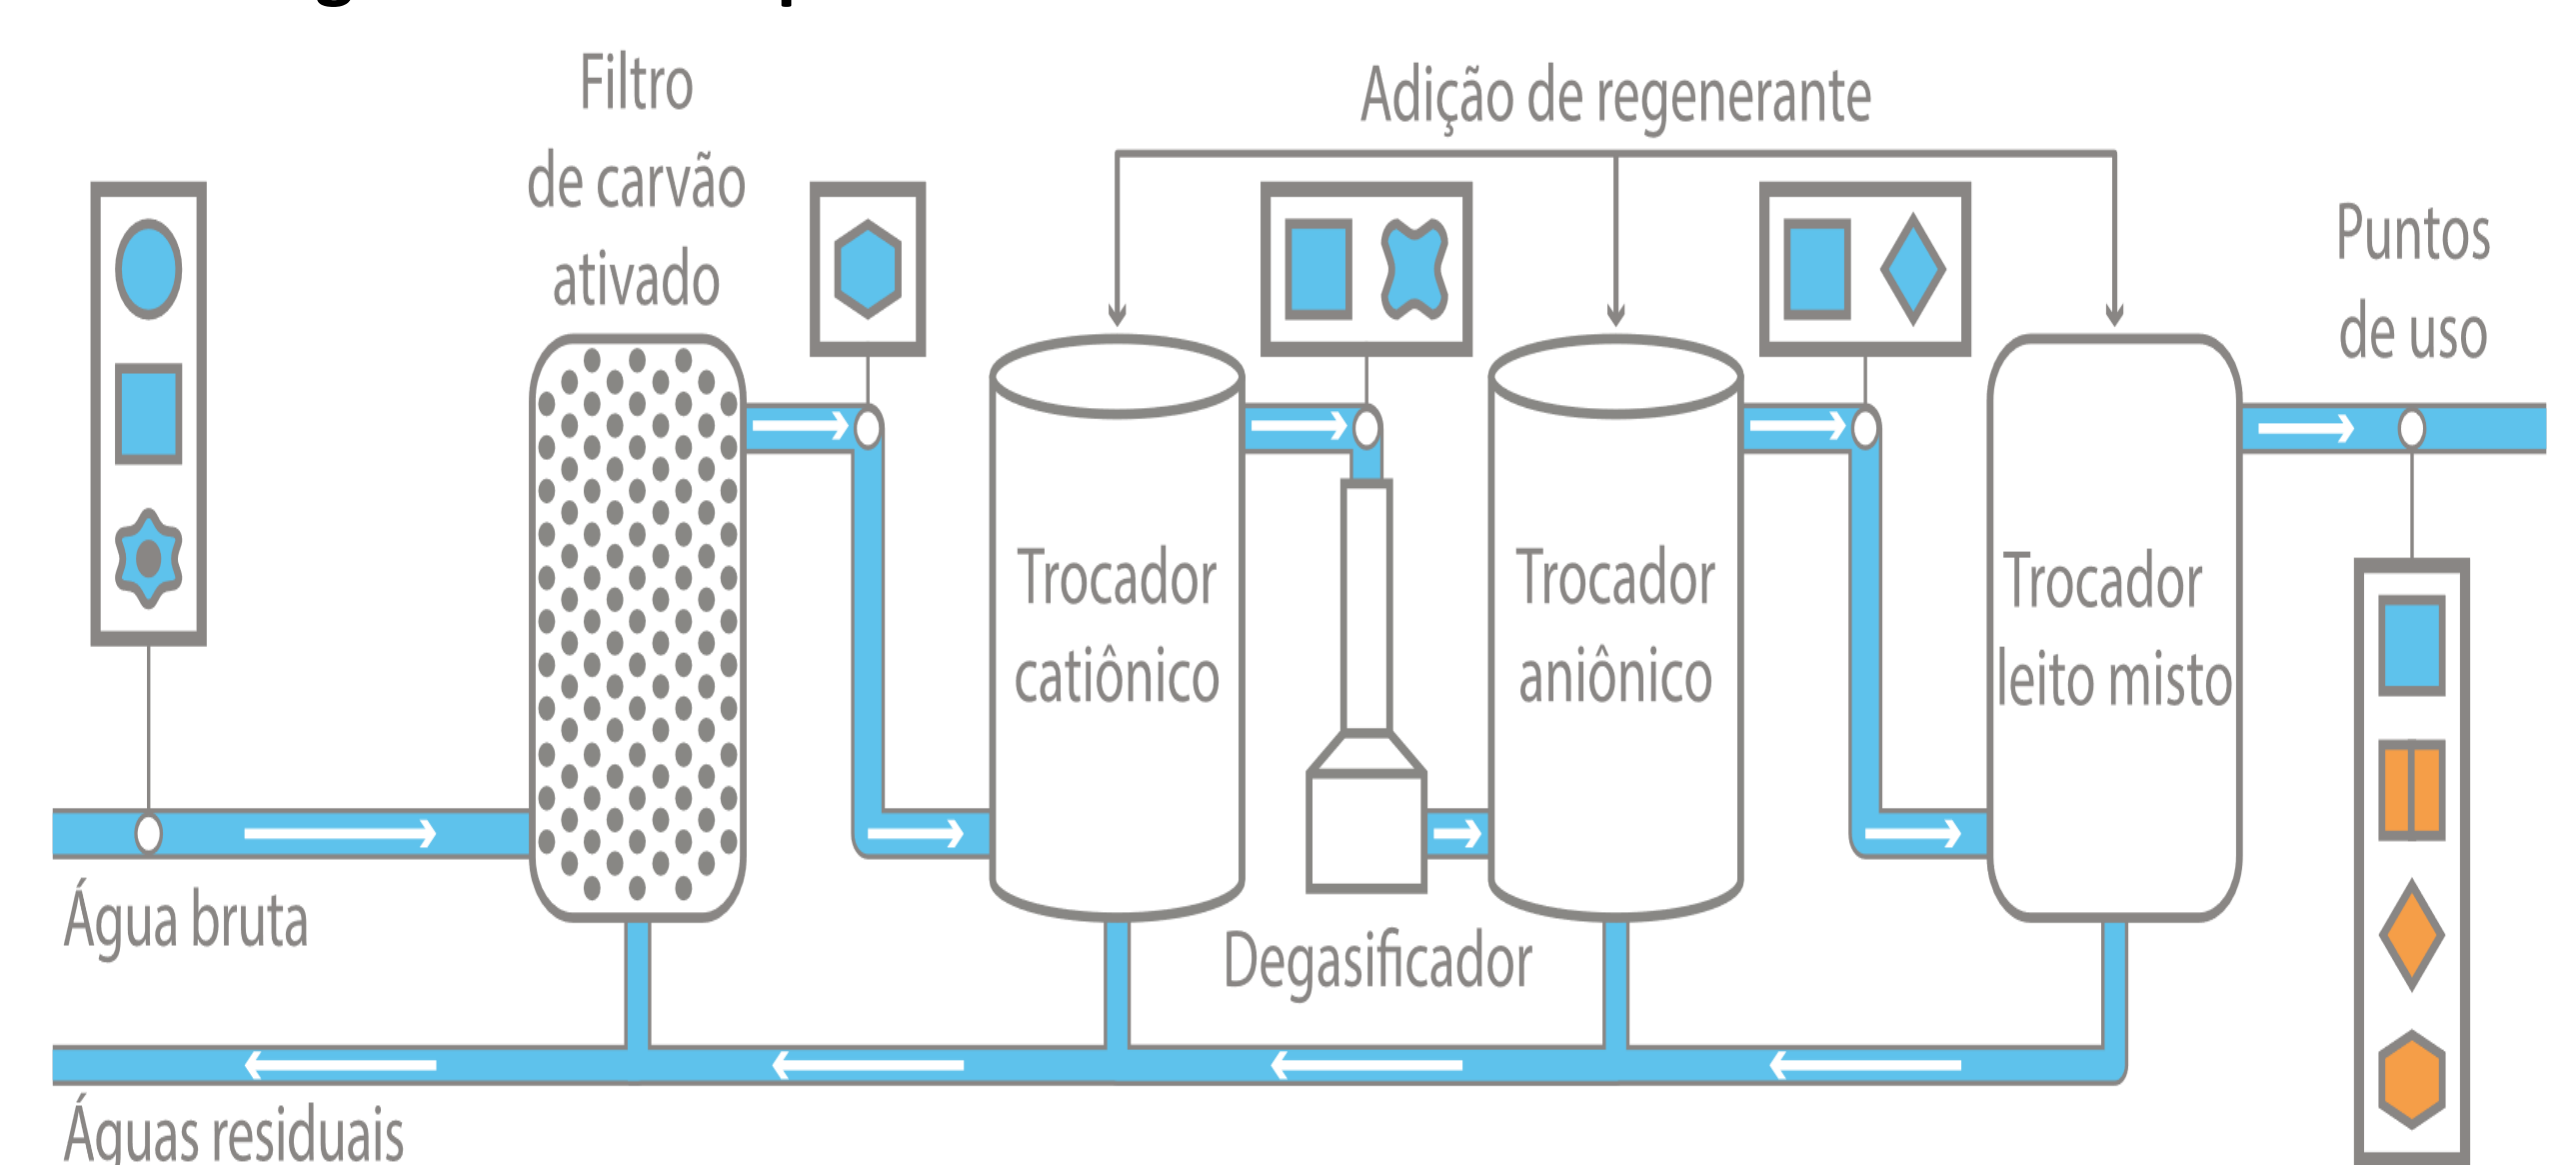 Filtro
de carvão
ativado
Adição de regenerante
Puntos
de uso
Trocador
catiônico
Trocador
aniônico
Trocador
leito misto
Água bruta
Degasificador
Águas residuais